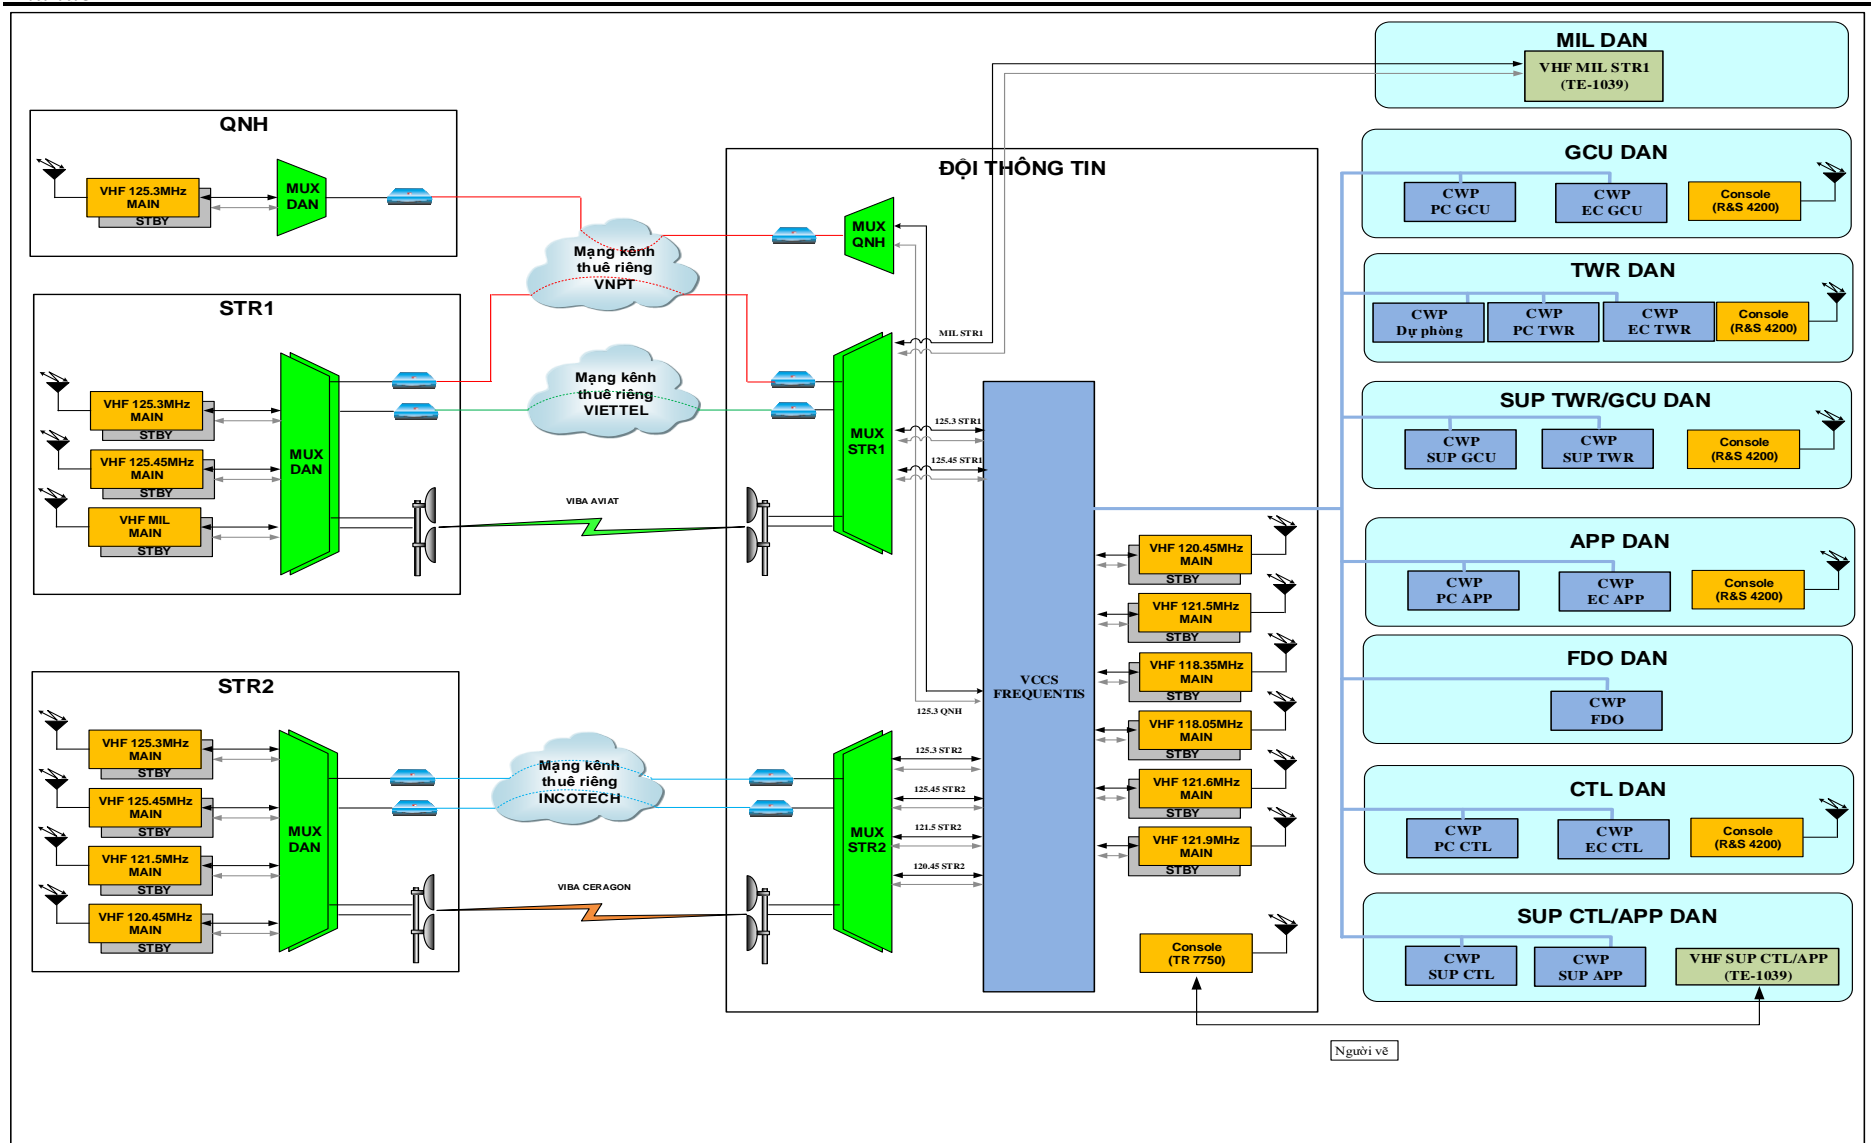 QNH
VHF 125.3MHz
MAIN
STBY
MUX
DAN
STR1
VHF 125.3MHz
MAIN
STBY
VHF 125.45MHz
MAIN
STBY
VHF MIL
MAIN
STBY
MUX
DAN
STR2
VHF 125.3MHz
MAIN
STBY
VHF 125.45MHz
MAIN
STBY
VHF 121.5MHz
MAIN
STBY
VHF 120.45MHz
MAIN
STBY
MUX
DAN
Mạng kênh
thuê riêng
VNPT
Mạng kênh
thuê riêng
VIETTEL
VIBA AVIAT
Mạng kênh
thuê riêng
INCOTECH
VIBA CERAGON
ĐỘI THÔNG TIN
MUX
QNH
MUX
STR1
MUX
STR2
MIL STR1
125.3 STR1
125.45 STR1
125.3 QNH
125.3 STR2
125.45 STR2
121.5 STR2
120.45 STR2
VCCS
FREQUENTIS
VHF 120.45MHz
MAIN
STBY
VHF 121.5MHz
MAIN
STBY
VHF 118.35MHz
MAIN
STBY
VHF 118.05MHz
MAIN
STBY
VHF 121.6MHz
MAIN
STBY
VHF 121.9MHz
MAIN
STBY
Console
(TR 7750)
MIL DAN
VHF MIL STR1
(TE-1039)
GCU DAN
CWP
PC GCU
CWP
EC GCU
Console
(R&S 4200)
TWR DAN
CWP
Dự phòng
CWP
PC TWR
CWP
EC TWR
Console
(R&S 4200)
SUP TWR/GCU DAN
CWP
SUP GCU
CWP
SUP TWR
Console
(R&S 4200)
APP DAN
CWP
PC APP
CWP
EC APP
Console
(R&S 4200)
FDO DAN
CWP
FDO
CTL DAN
CWP
PC CTL
CWP
EC CTL
Console
(R&S 4200)
SUP CTL/APP DAN
CWP
SUP CTL
CWP
SUP APP
VHF SUP CTL/APP
(TE-1039)
Người vẽ